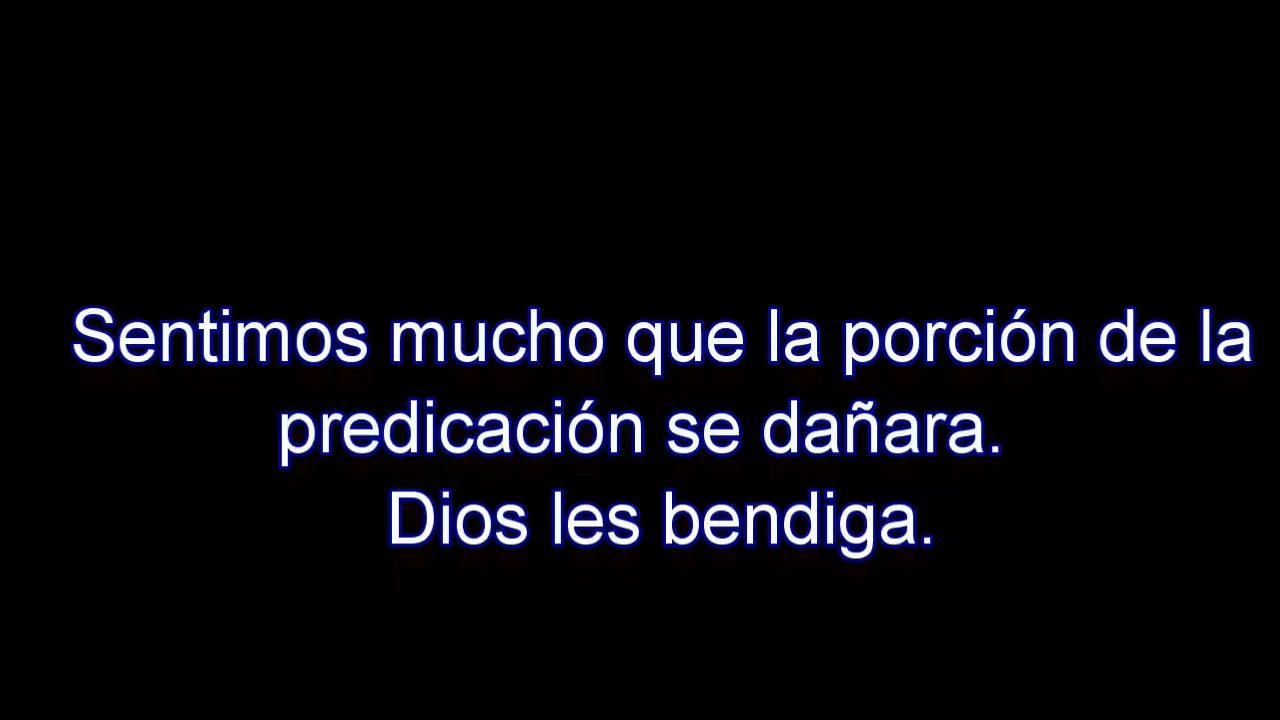 Sentimos mucho que la porción de la
predicación se dañara.
Dios les bendiga.